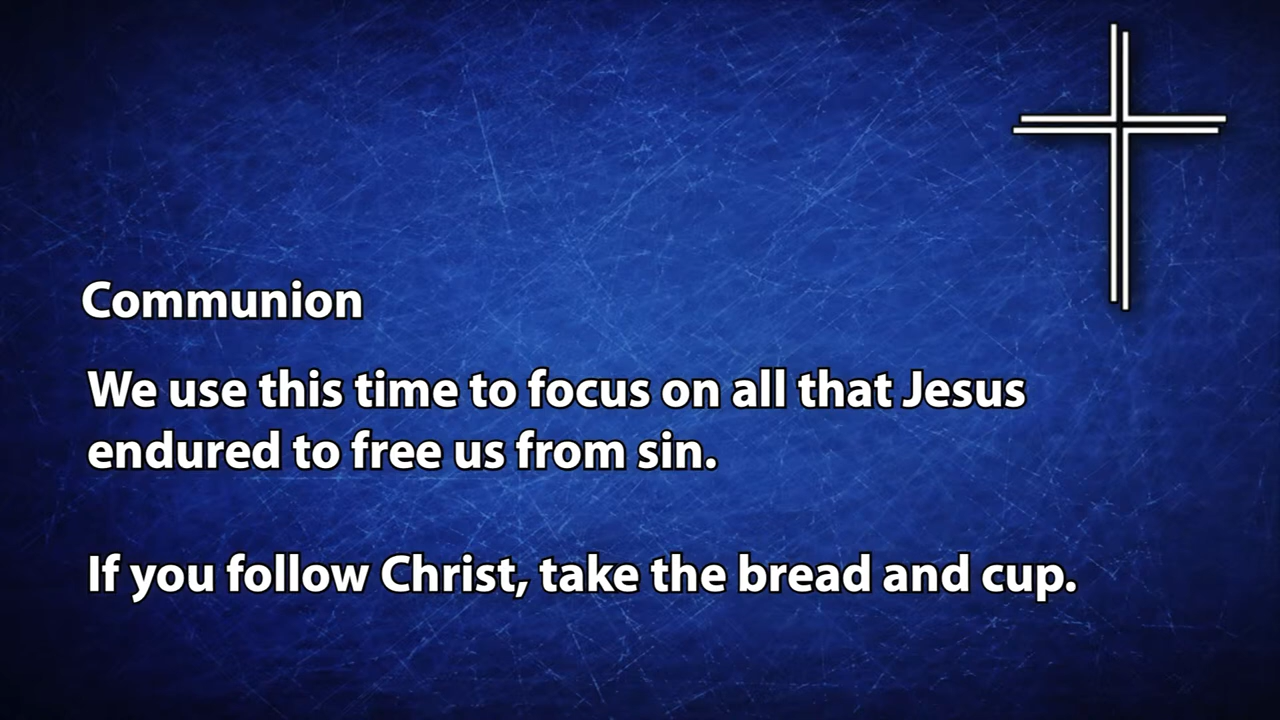 Communion
We use this time to focus on all that Jesus
endured to free us from sin.
If you follow Christ, take the bread and cup.